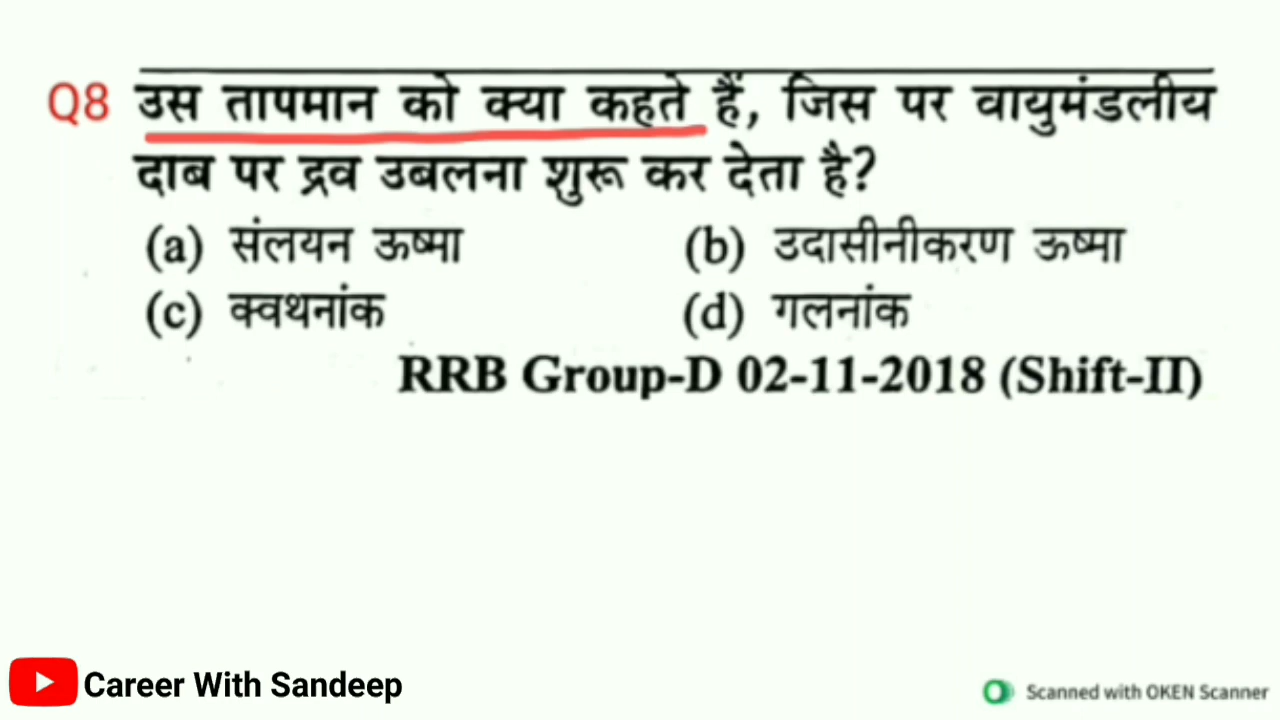 Q8 उस तापमान को क्या कहते हैं, जिस पर वायुमंडलीय
दाब पर द्रव उबलना शुरू कर देता है?
(a) संलयन ऊष्मा (b) उदासीनीकरण ऊष्मा
(c) क्वथनांक (d) गलनांक
RRB Group-D 02-11-2018 (Shift-II)
Career With Sandeep
Scanned with OKEN Scanner